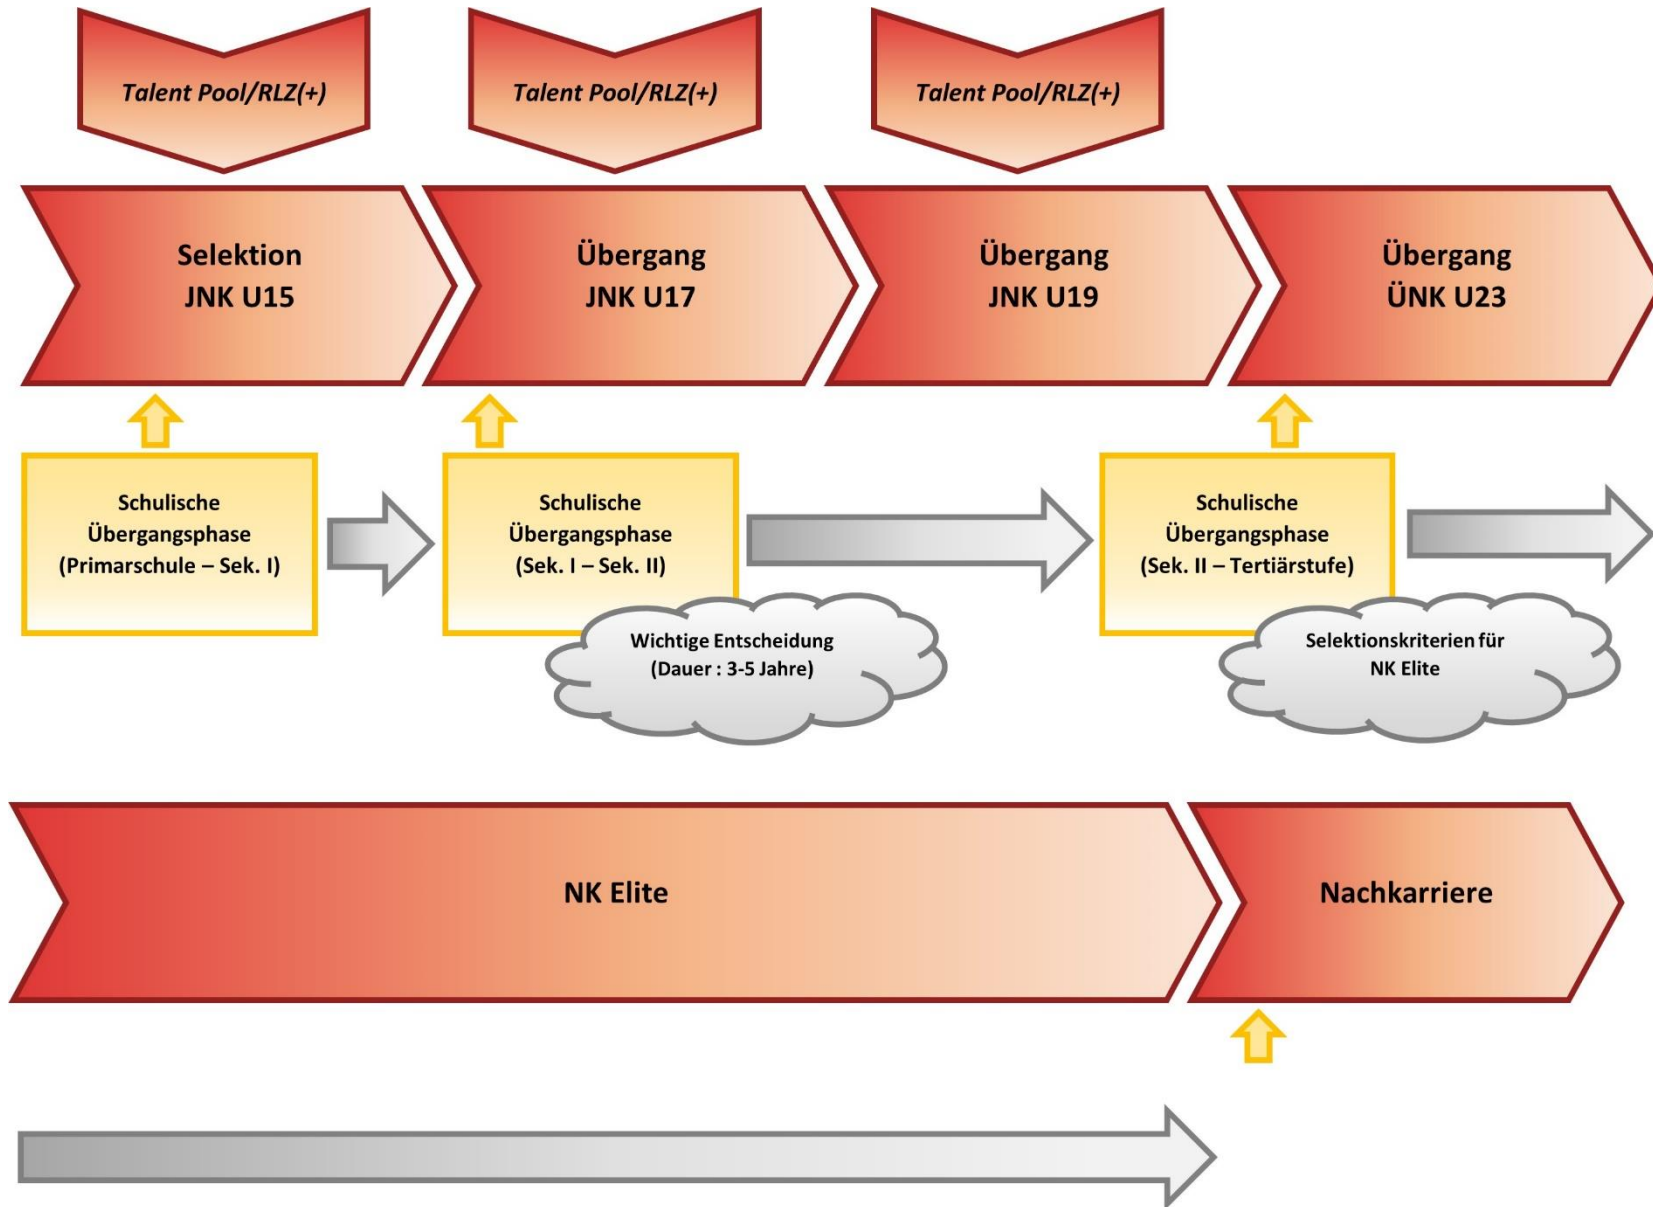 Talent Pool/RLZ(+)
Talent Pool/RLZ(+)
Talent Pool/RLZ(+)
Selektion
JNK U15
Übergang
JNK U17
Übergang
JNK U19
Übergang
ÜNK U23
Schulische
Übergangsphase
(Primarschule – Sek. I)
Schulische
Übergangsphase
(Sek. I – Sek. II)
Schulische
Übergangsphase
(Sek. II – Tertiärstufe)
Wichtige Entscheidung
(Dauer : 3-5 Jahre)
Selektionskriterien für
NK Elite
NK Elite
Nachkarriere